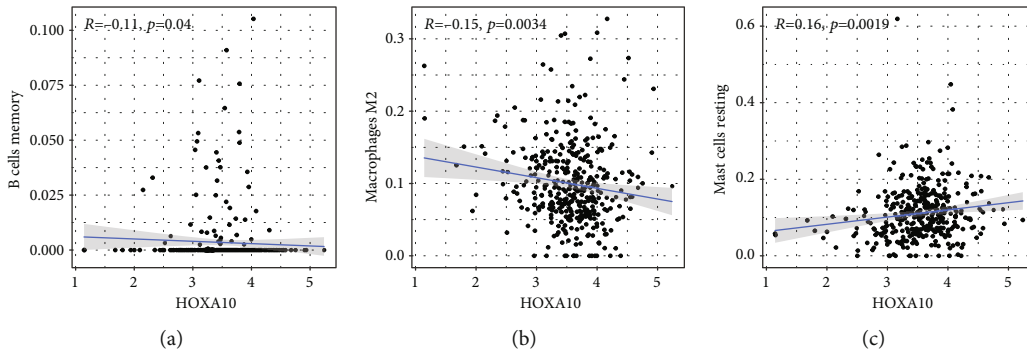 R=–0.11, p=0.04
B cells memory
0.100
0.075
0.050
0.025
0.000
1 2 3 4 5
HOXA10
(a)
R=–0.15, p=0.0034
Macrophages M2
0.3
0.2
0.1
0.0
1 2 3 4 5
HOXA10
(b)
R=0.16, p=0.0019
Mast cells resting
0.6
0.4
0.2
0.0
1 2 3 4 5
HOXA10
(c)